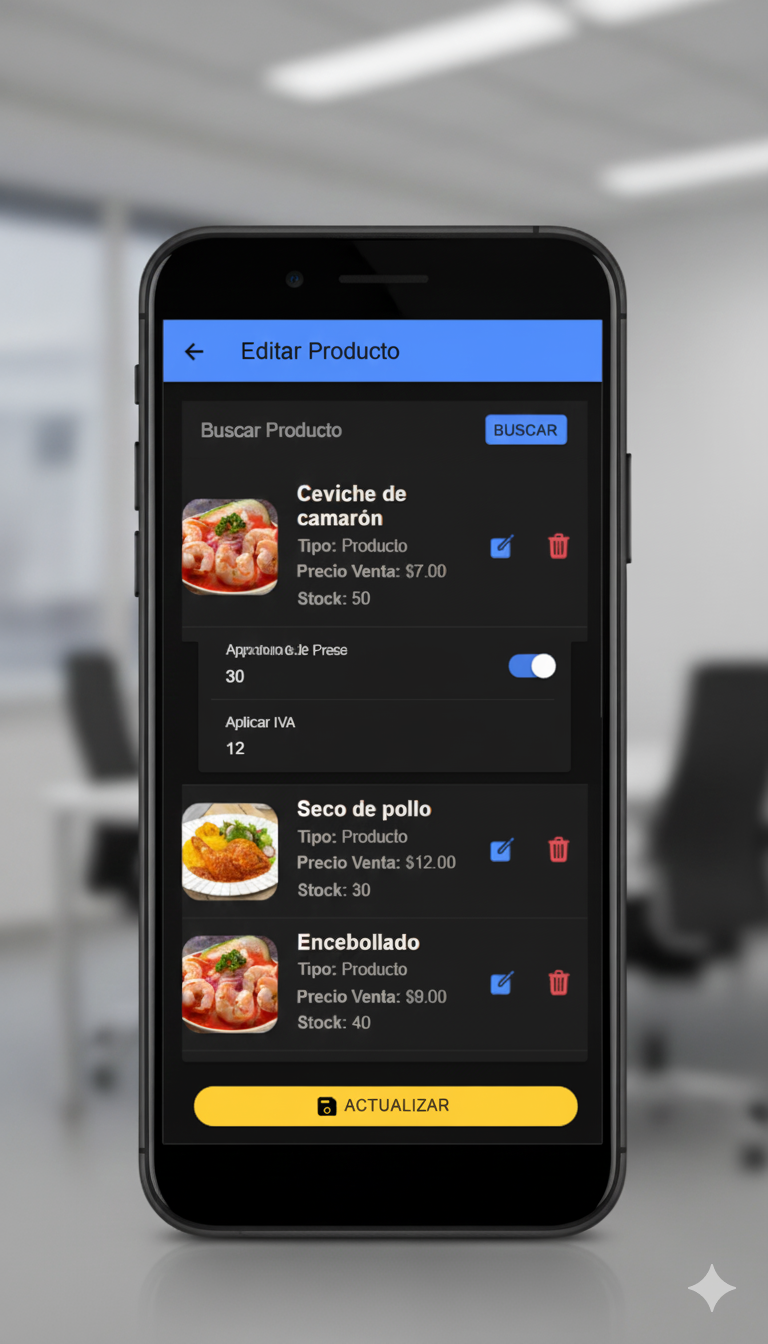 Editar Producto
Buscar Producto
BUSCAR
Ceviche de
camarón
Tipo: Producto
Precio Venta: $7.00
Stock: 50
Prese
30
Aplicar IVA
12
Seco de pollo
Tipo: Producto
Precio Venta: $12.00
Stock: 30
Encebollado
Tipo: Producto
Precio Venta: $9.00
Stock: 40
ACTUALIZAR